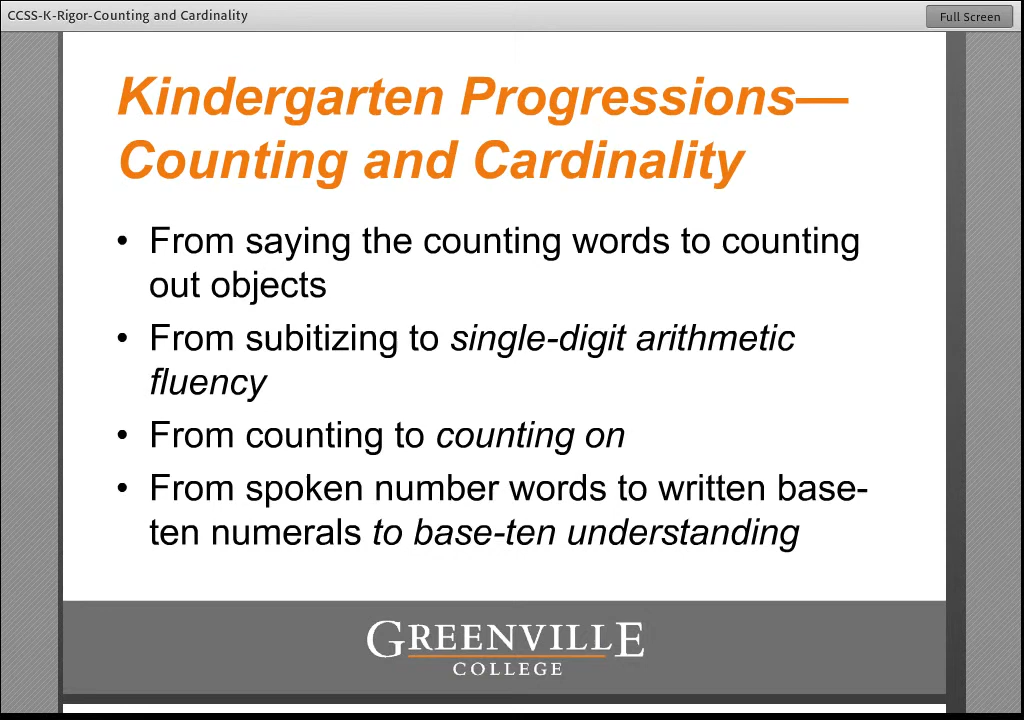 CCSS-K-Rigor-Counting and Cardinality
Full Screen
Kindergarten Progressions—
Counting and Cardinality
• From saying the counting words to counting
out objects
• From subitizing to single-digit arithmetic
fluency
• From counting to counting on
• From spoken number words to written base-
ten numerals to base-ten understanding
GREENVILLE
COLLEGE